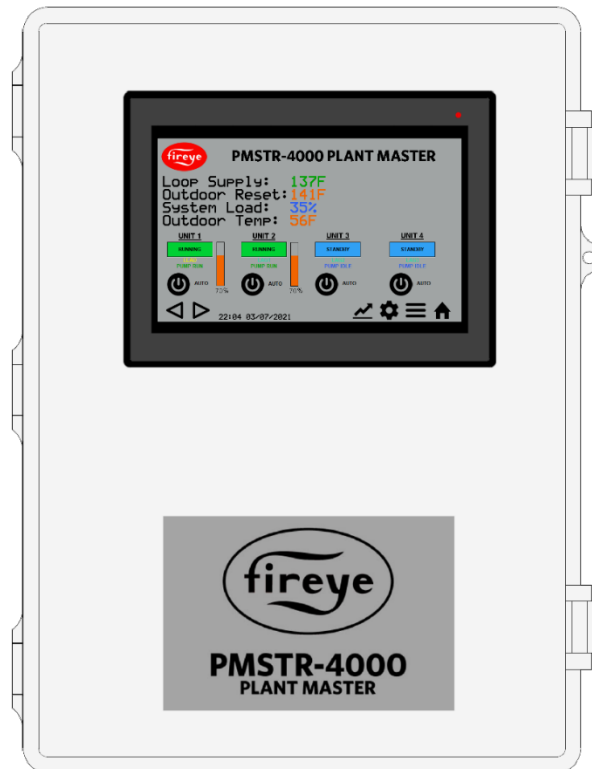 fireye
PMSTR-4000 PLANT MASTER
Loop Supply: 137F
Outdoor Reset: 141F
System Load: 35%
Outdoor Temp: 56F
UNIT 1 UNIT 2 UNIT 3 UNIT 4
RUNNING RUNNING STANDBY STANDBY
PUMP RUN PUMP RUN PUMP IDLE PUMP IDLE
AUTO AUTO AUTO AUTO
70% 70%
22:04 03/07/2021
fireye
PMSTR-4000
PLANT MASTER